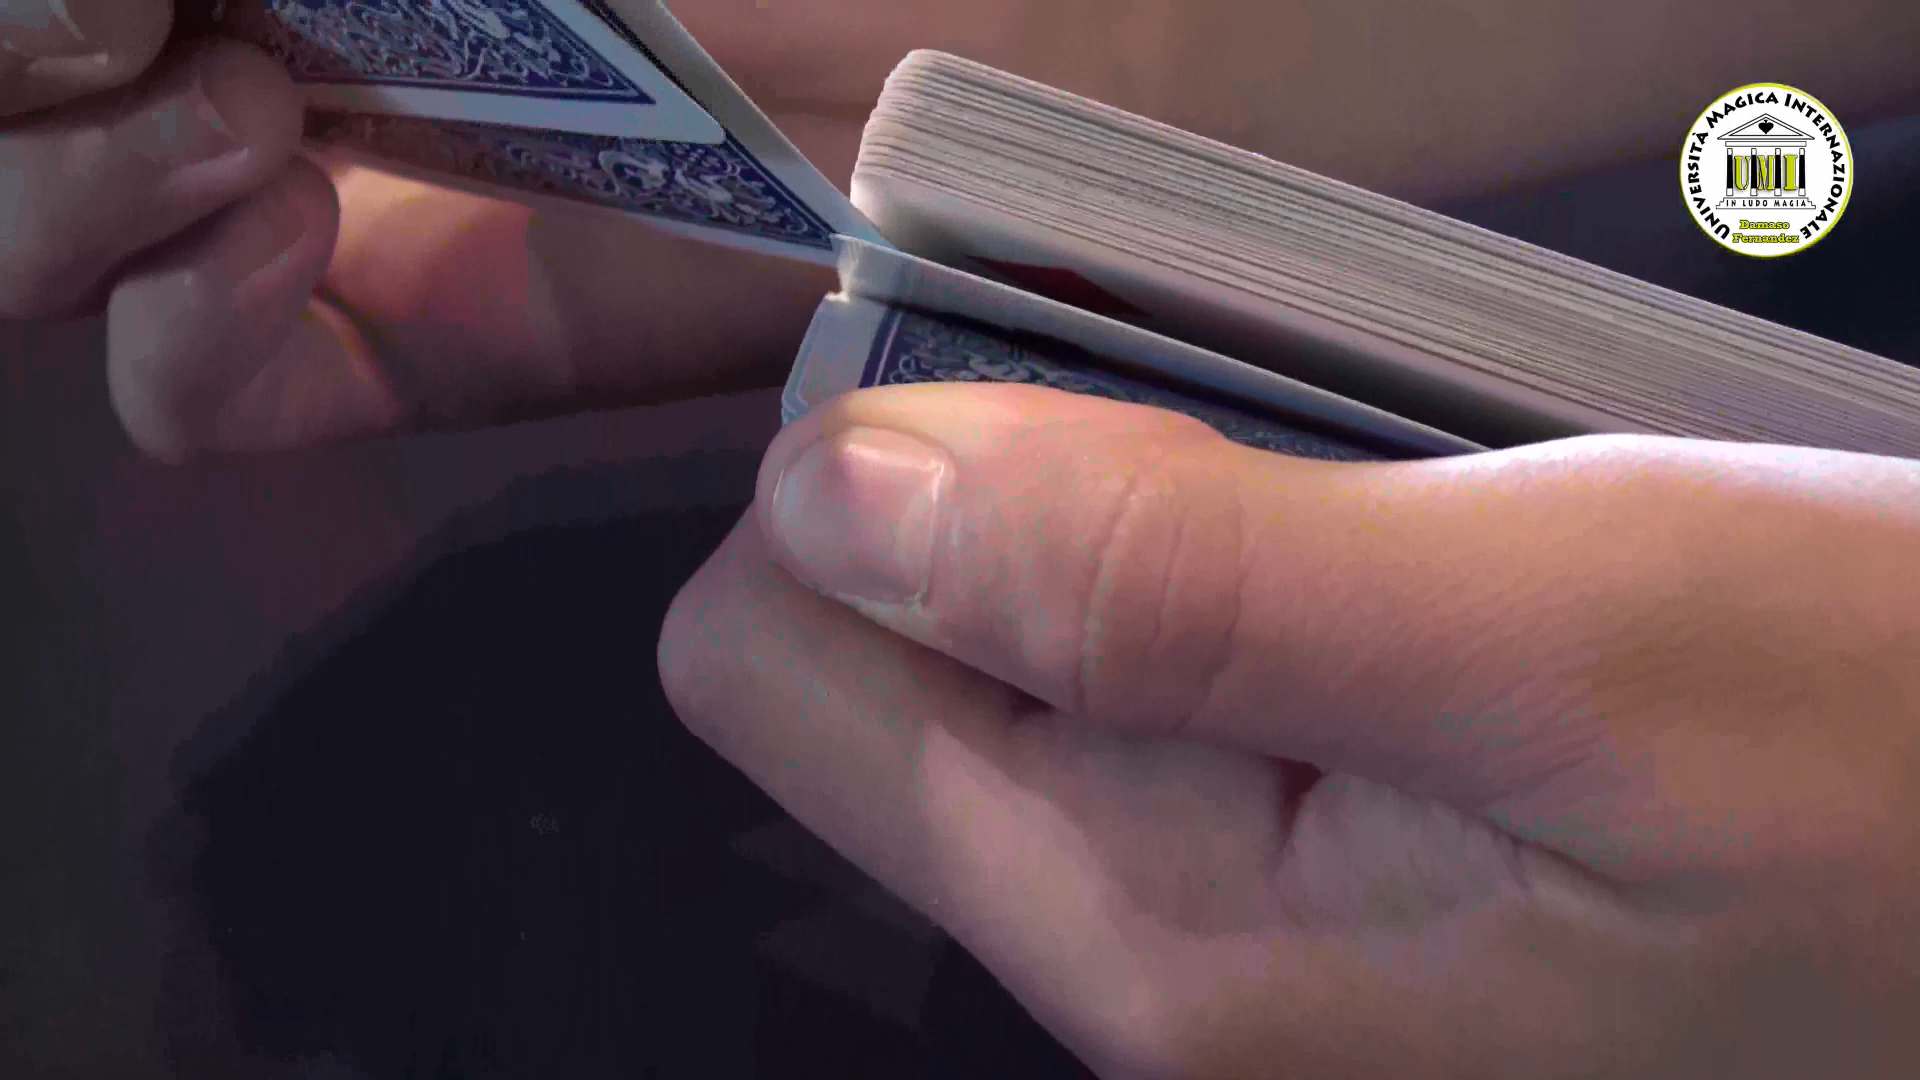 UNIVERSITÀ MAGICA INTERNAZIONALE
UMI
IN LUDO MAGIA
Damaso
Fernandez